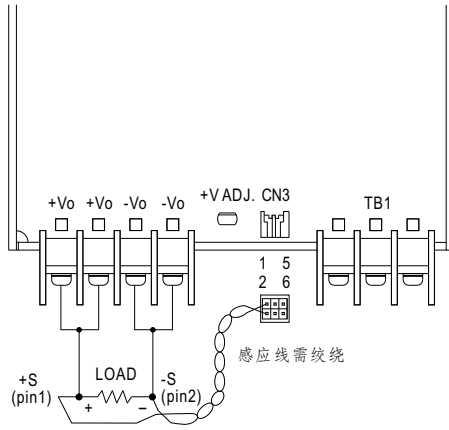 +Vo +Vo -Vo -Vo +V ADJ. CN3 TB1
1 5
2 6
感应线需绞绕
+S
(pin1)
LOAD
-S
(pin2)
+ −